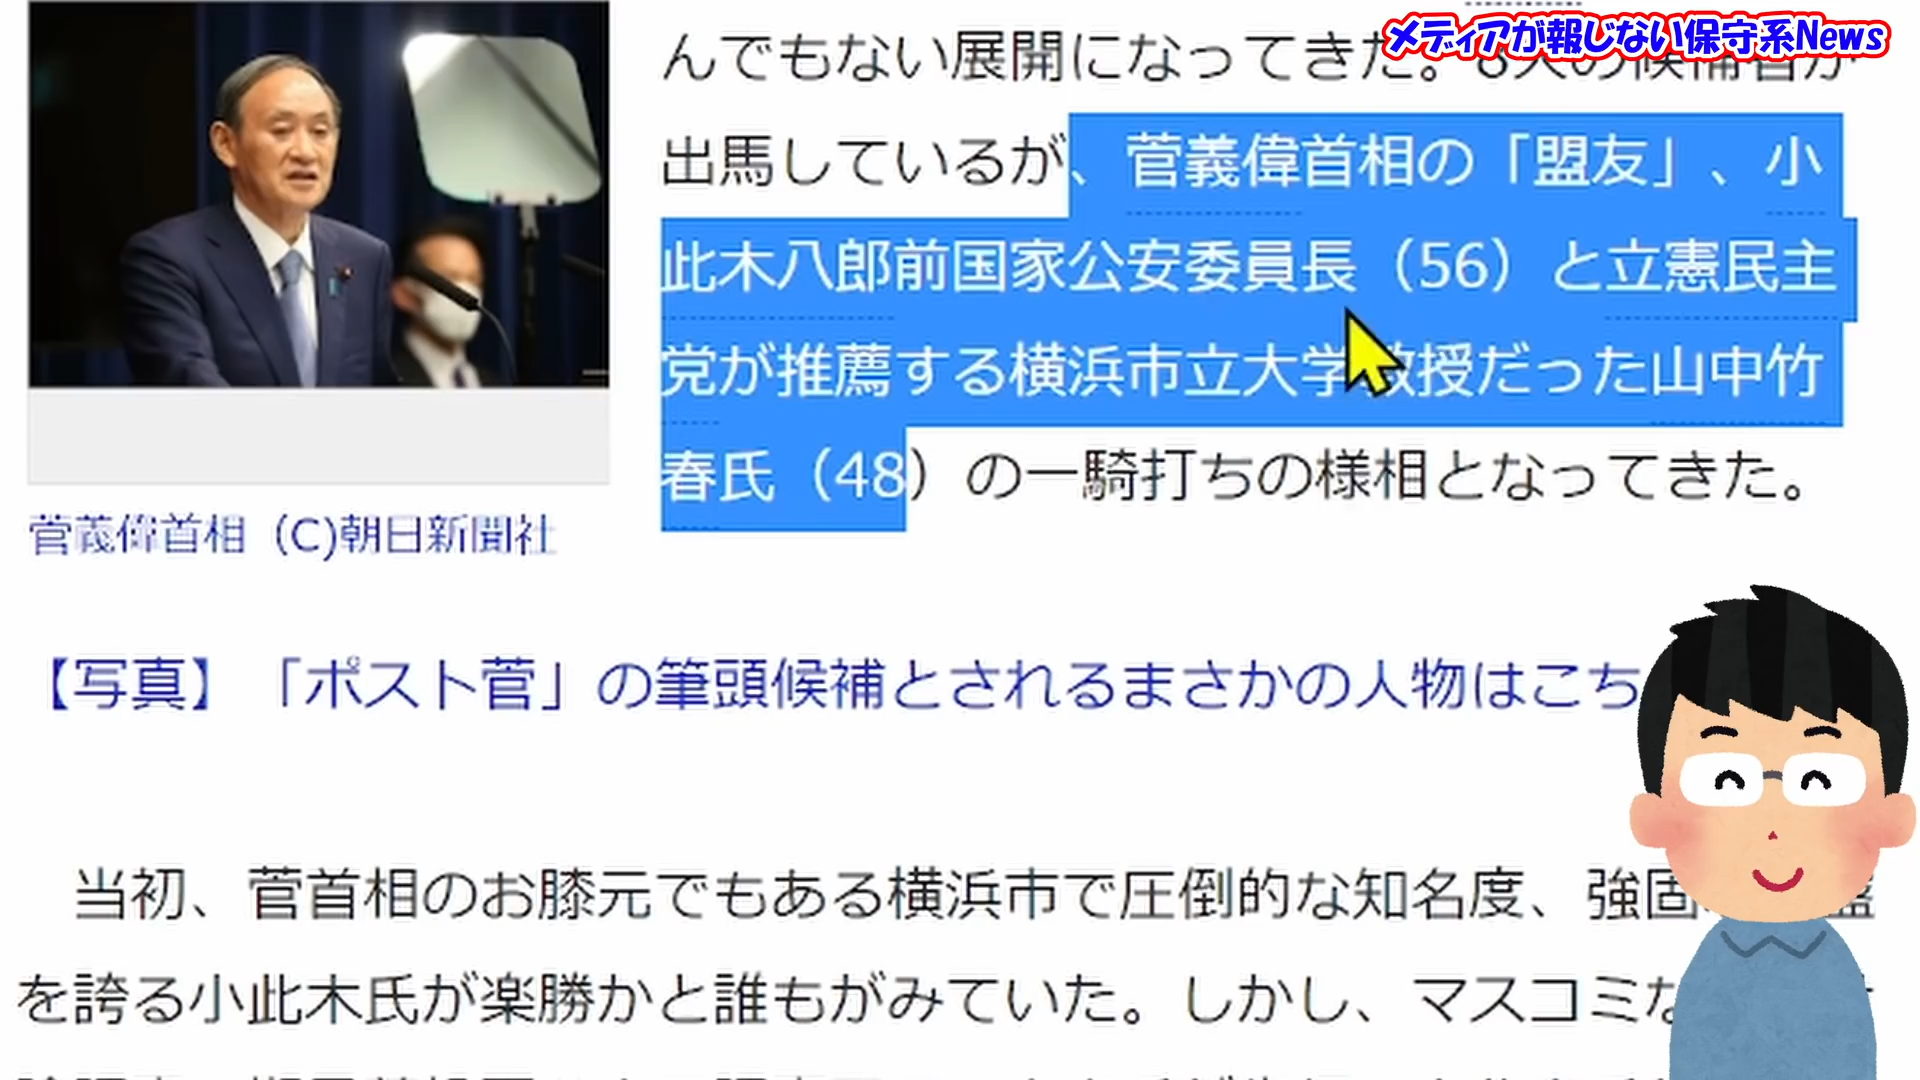 メディアが報じない保守系News
んでもない展開になってきた。8人の候補者が
出馬しているが、菅義偉首相の「盟友」、小
此木八郎前国家公安委員長（56）と立憲民主
党が推薦する横浜市立大学教授だった山中竹
春氏（48）の一騎打ちの様相となってきた。
菅義偉首相（C)朝日新聞社
【写真】「ポスト菅」の筆頭候補とされるまさかの人物はこち
当初、菅首相のお膝元でもある横浜市で圧倒的な知名度、強固
を誇る小此木氏が楽勝かと誰もがみていた。しかし、マスコミ